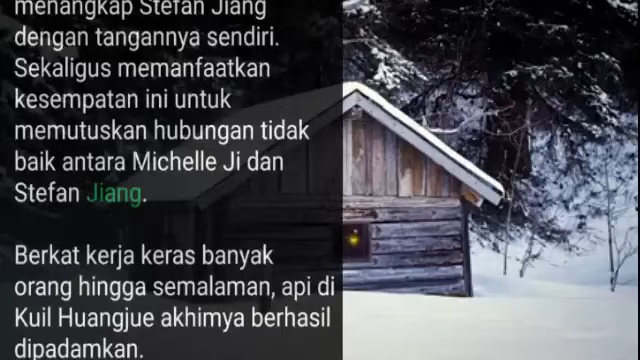 menangkap Stefan Jiang
dengan tangannya sendiri.
Sekaligus memanfaatkan
kesempatan ini untuk
memutuskan hubungan tidak
baik antara Michelle Ji dan
Stefan Jiang.
Berkat kerja keras banyak
orang hingga semalaman, api di
Kuil Huangjue akhimya berhasil
dipadamkan.